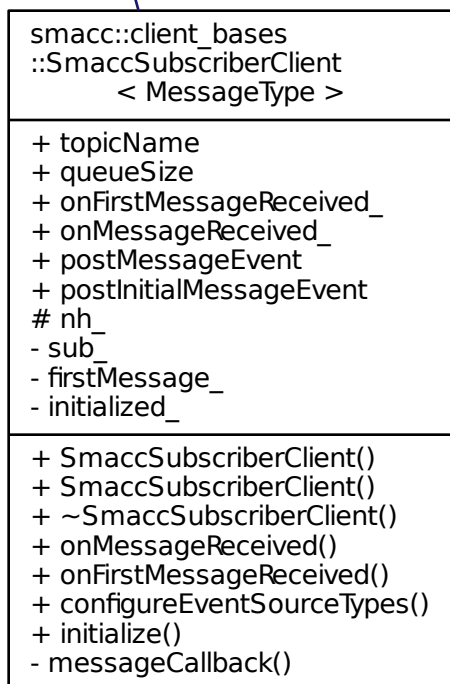 smacc::client_bases
::SmaccSubscriberClient
< MessageType >
+ topicName
+ queueSize
+ onFirstMessageReceived_
+ onMessageReceived_
+ postMessageEvent
+ postInitialMessageEvent
# nh_
- sub_
- firstMessage_
- initialized_
+ SmaccSubscriberClient()
+ SmaccSubscriberClient()
+ ~SmaccSubscriberClient()
+ onMessageReceived()
+ onFirstMessageReceived()
+ configureEventSourceTypes()
+ initialize()
- messageCallback()